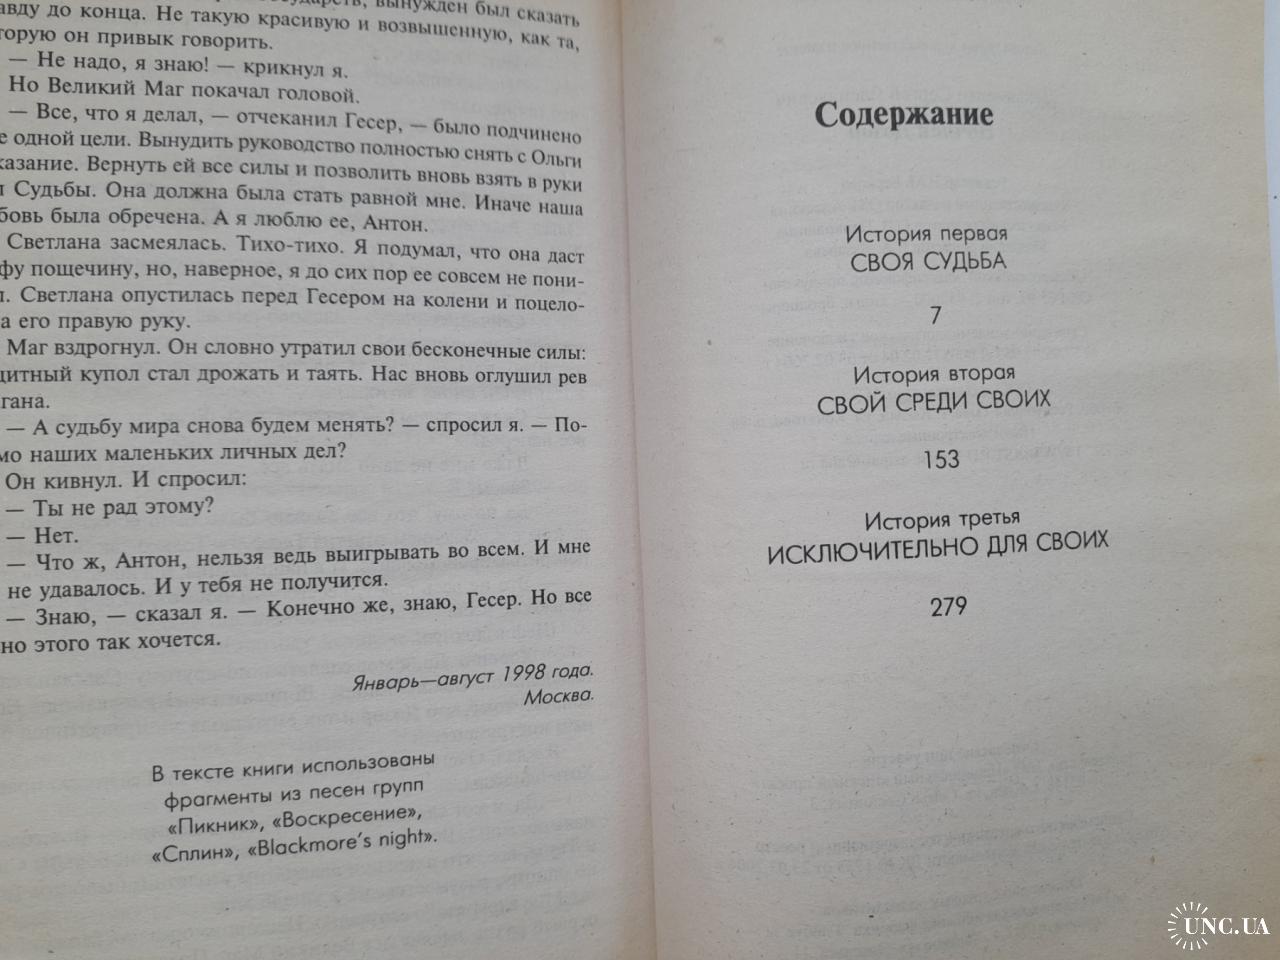 вынужден был сказать
авду до конца. Не такую красивую и возвышенную, как та,
торую он привык говорить.
— Не надо, я знаю! — крикнул я.
Но Великий Маг покачал головой.
— Все, что я делал, — отчеканил Гесер, — было подчинено
е одной цели. Вынудить руководство полностью снять с Ольги
казание. Вернуть ей все силы и позволить вновь взять в руки
л Судьбы. Она должна была стать равной мне. Иначе наша
бовь была обречена. А я люблю ее, Антон.
Светлана засмеялась. Тихо-тихо. Я подумал, что она даст
фу пощечину, но, наверное, я до сих пор ее совсем не пони-
л. Светлана опустилась перед Гесером на колени и поцело-
а его правую руку.
Маг вздрогнул. Он словно утратил свои бесконечные силы:
щитный купол стал дрожать и таять. Нас вновь оглушил рев
агана.
— А судьбу мира снова будем менять? — спросил я. — По-
мо наших маленьких личных дел?
Он кивнул. И спросил:
— Ты не рад этому?
— Нет.
— Что ж, Антон, нельзя ведь выигрывать во всем. И мне
не удавалось. И у тебя не получится.
— Знаю, — сказал я. — Конечно же, знаю, Гесер. Но все
но этого так хочется.
Январь—август 1998 года.
Москва.
В тексте книги использованы
фрагменты из песен групп
«Пикник», «Воскресение»,
«Сплин», «Blackmore’s night».
Содержание
История первая
СВОЯ СУДЬБА
7
История вторая
СВОЙ СРЕДИ СВОИХ
153
История третья
ИСКЛЮЧИТЕЛЬНО ДЛЯ СВОИХ
279
UNC.UA